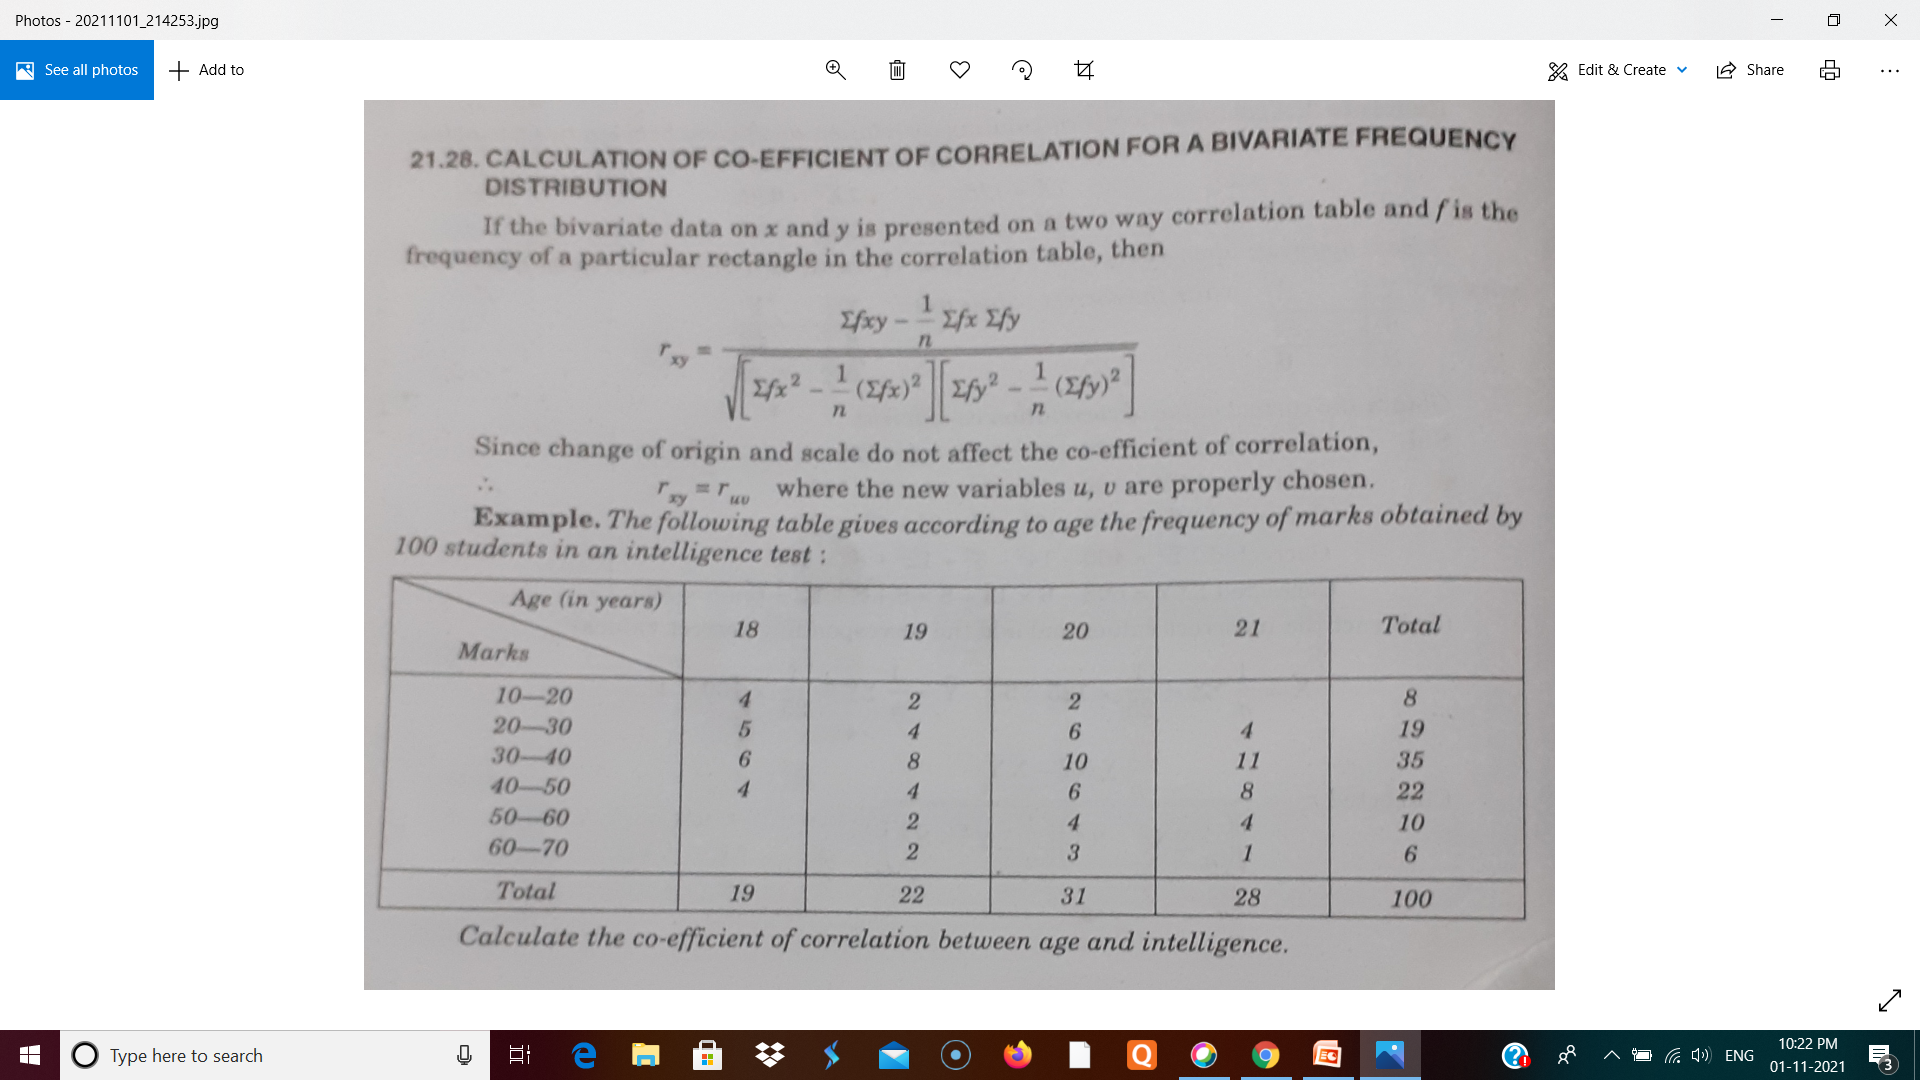 Photos - 20211101_214253.jpg
See all photos
Add to
Edit & Create
Share
21.28. CALCULATION OF CO-EFFICIENT OF CORRELATION FOR A BIVARIATE FREQUENCY
DISTRIBUTION
If the bivariate data on x and y is presented on a two way correlation table and f is the
frequency of a particular rectangle in the correlation table, then
r_xy = (Σfxy – (1/n) Σfx Σfy) / √([Σfx² – (1/n)(Σfx)²][Σfy² – (1/n)(Σfy)²])
Since change of origin and scale do not affect the co-efficient of correlation,
∴ r_xy = r_uv where the new variables u, v are properly chosen.
Example. The following table gives according to age the frequency of marks obtained by
100 students in an intelligence test :
Age (in years) 18 19 20 21 Total
Marks
10—20 4 2 2 8
20—30 5 4 6 4 19
30—40 6 8 10 11 35
40—50 4 4 6 8 22
50—60 2 4 4 10
60—70 2 3 1 6
Total 19 22 31 28 100
Calculate the co-efficient of correlation between age and intelligence.
Type here to search
ENG
10:22 PM
01-11-2021
3